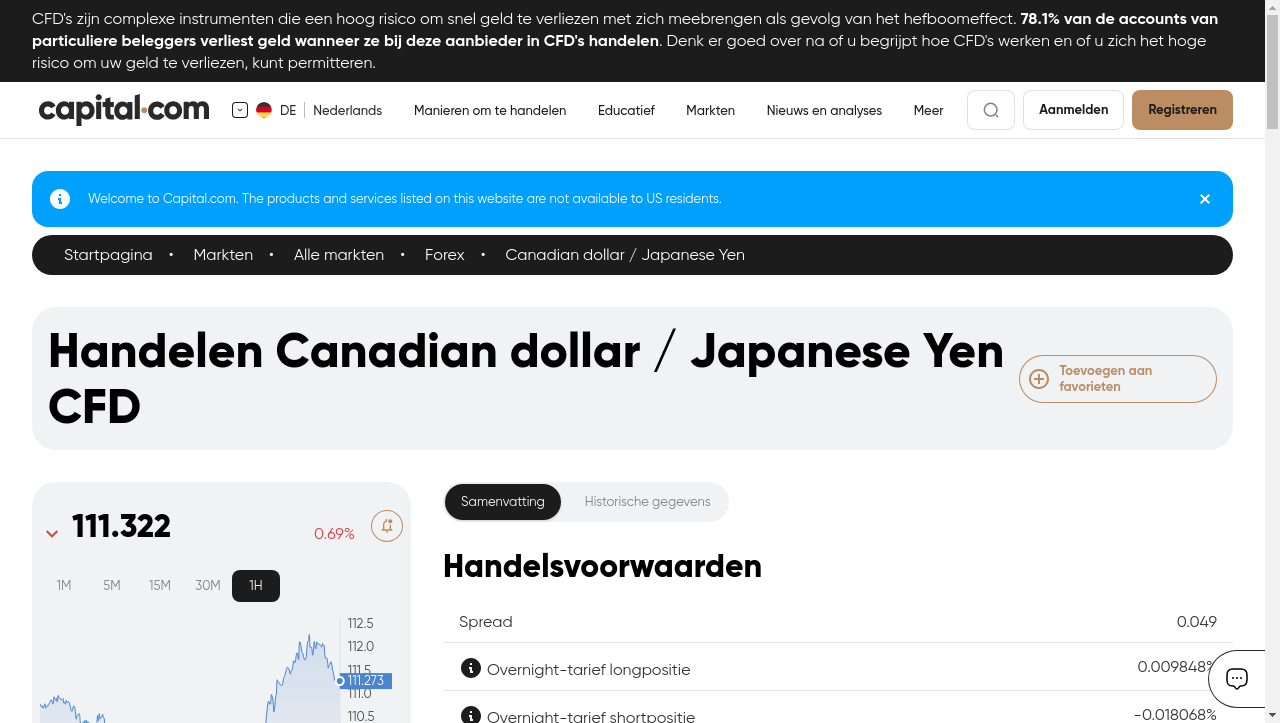 CFD's zijn complexe instrumenten die een hoog risico om snel geld te verliezen met zich meebrengen als gevolg van het hefboomeffect. 78.1% van de accounts van
particuliere beleggers verliest geld wanneer ze bij deze aanbieder in CFD's handelen. Denk er goed over na of u begrijpt hoe CFD's werken en of u zich het hoge
risico om uw geld te verliezen, kunt permitteren.
capital.com DE Nederlands Manieren om te handelen Educatief Markten Nieuws en analyses Meer Aanmelden Registreren
Welcome to Capital.com. The products and services listed on this website are not available to US residents.
Startpagina • Markten • Alle markten • Forex • Canadian dollar / Japanese Yen
Handelen Canadian dollar / Japanese Yen
CFD
Toevoegen aan
favorieten
111.322 0.69%
1M 5M 15M 30M 1H
112.5
112.0
111.5
111.273
111.0
110.5
Samenvatting Historische gegevens
Handelsvoorwaarden
Spread 0.049
Overnight-tarief longpositie 0.009848%
Overnight-tarief shortpositie -0.018068%